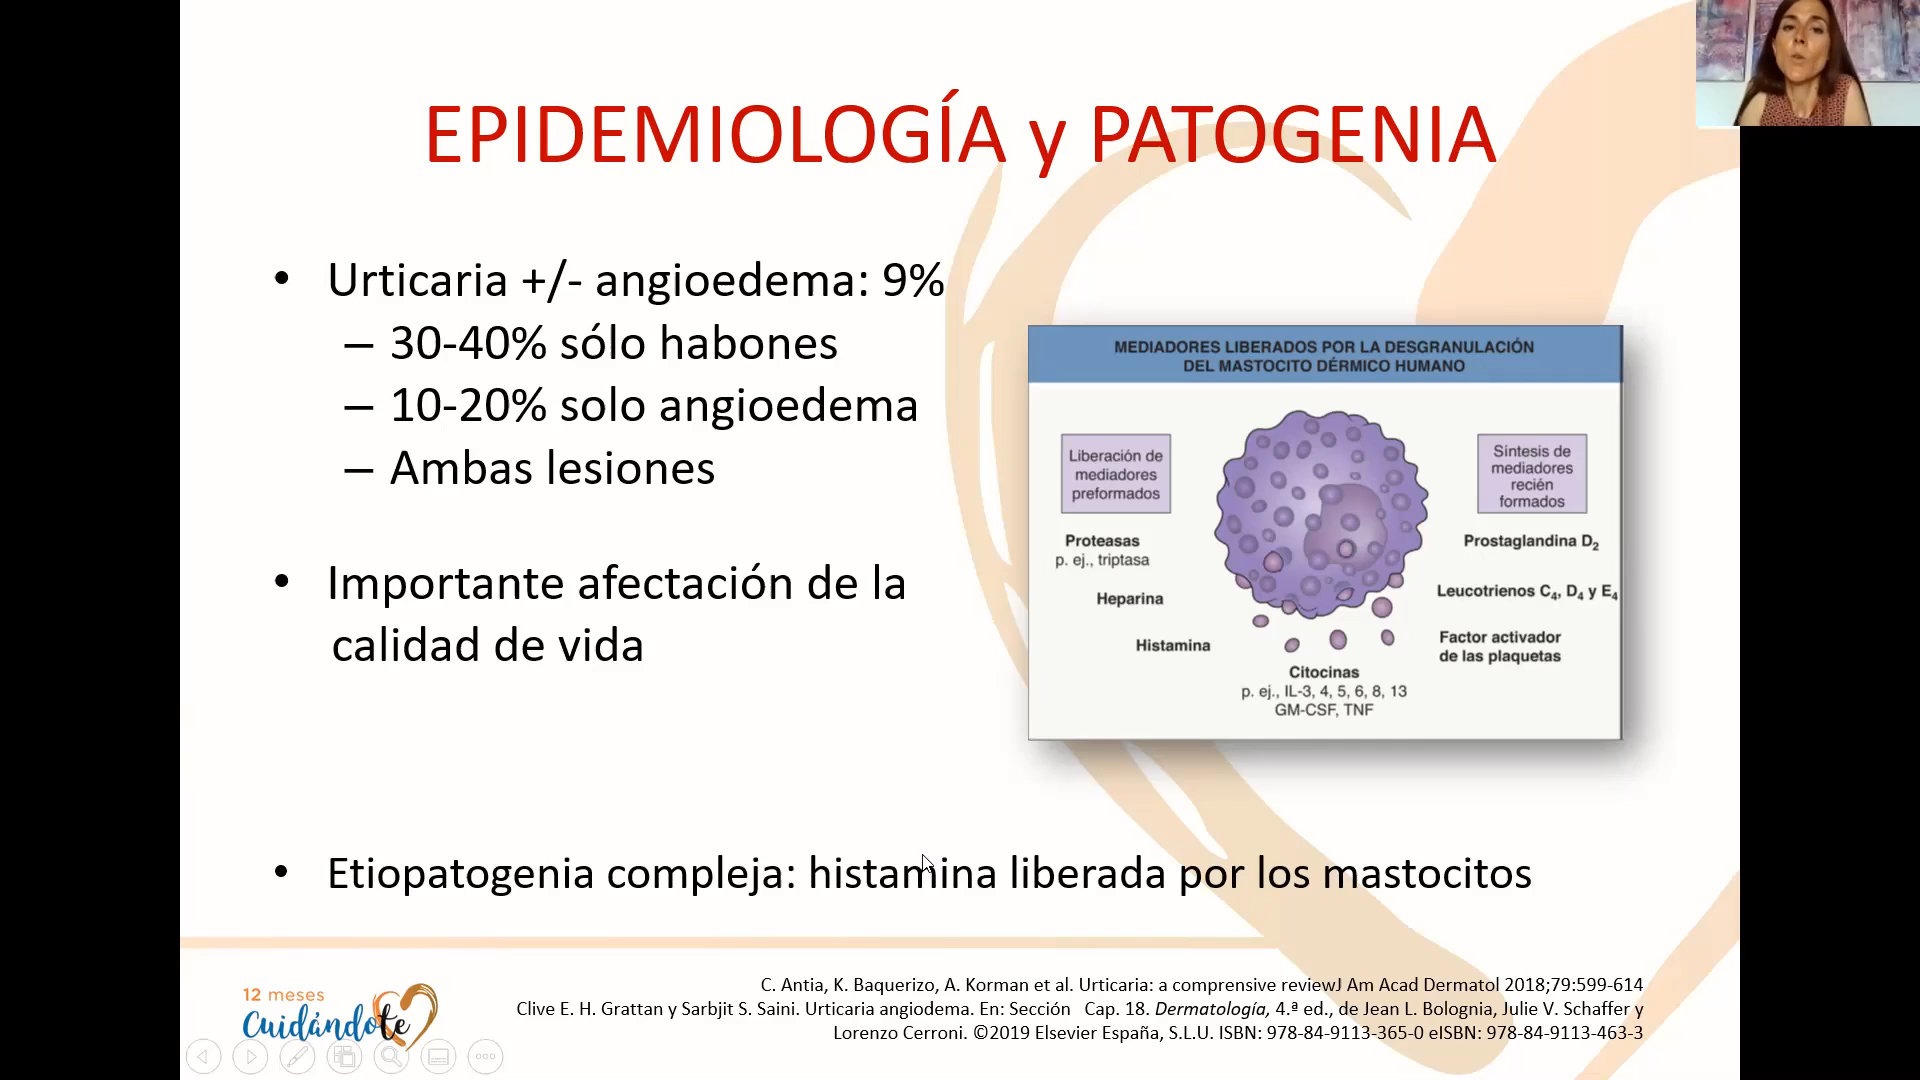 EPIDEMIOLOGÍA y PATOGENIA
• Urticaria +/- angioedema: 9%
– 30-40% sólo habones
– 10-20% solo angioedema
– Ambas lesiones
• Importante afectación de la
calidad de vida
MEDIADORES LIBERADOS POR LA DESGRANULACIÓN
DEL MASTOCITO DÉRMICO HUMANO
Liberación de
mediadores
preformados
Proteasas
p. ej., triptasa
Heparina
Histamina
Citocinas
p. ej., IL-3, 4, 5, 6, 8, 13
GM-CSF, TNF
Síntesis de
mediadores
recién
formados
Prostaglandina D₂
Leucotrienos C₄, D₄ y E₄
Factor activador
de las plaquetas
• Etiopatogenia compleja: histamina liberada por los mastocitos
C. Antia, K. Baquerizo, A. Korman et al. Urticaria: a comprensive reviewJ Am Acad Dermatol 2018;79:599-614
Clive E. H. Grattan y Sarbjit S. Saini. Urticaria angiodema. En: Sección Cap. 18. Dermatología, 4.ª ed., de Jean L. Bolognia, Julie V. Schaffer y
Lorenzo Cerroni. ©2019 Elsevier España, S.L.U. ISBN: 978-84-9113-365-0 eISBN: 978-84-9113-463-3
12 meses
Cuidándote